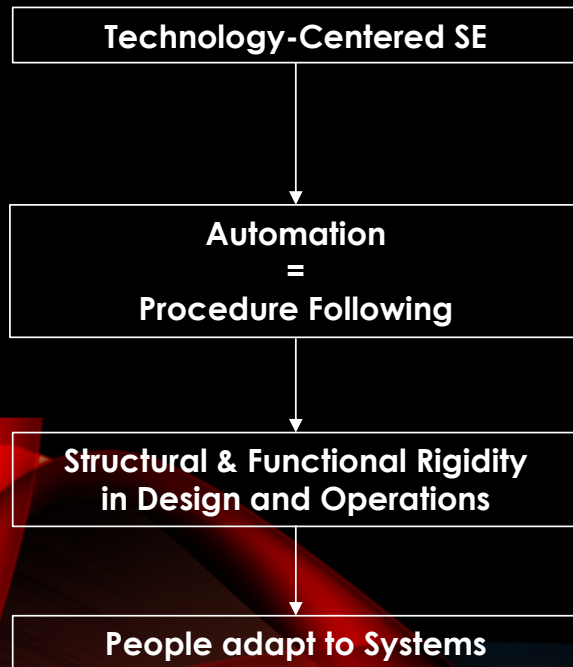 Technology-Centered SE
Automation
=
Procedure Following
Structural & Functional Rigidity
in Design and Operations
People adapt to Systems